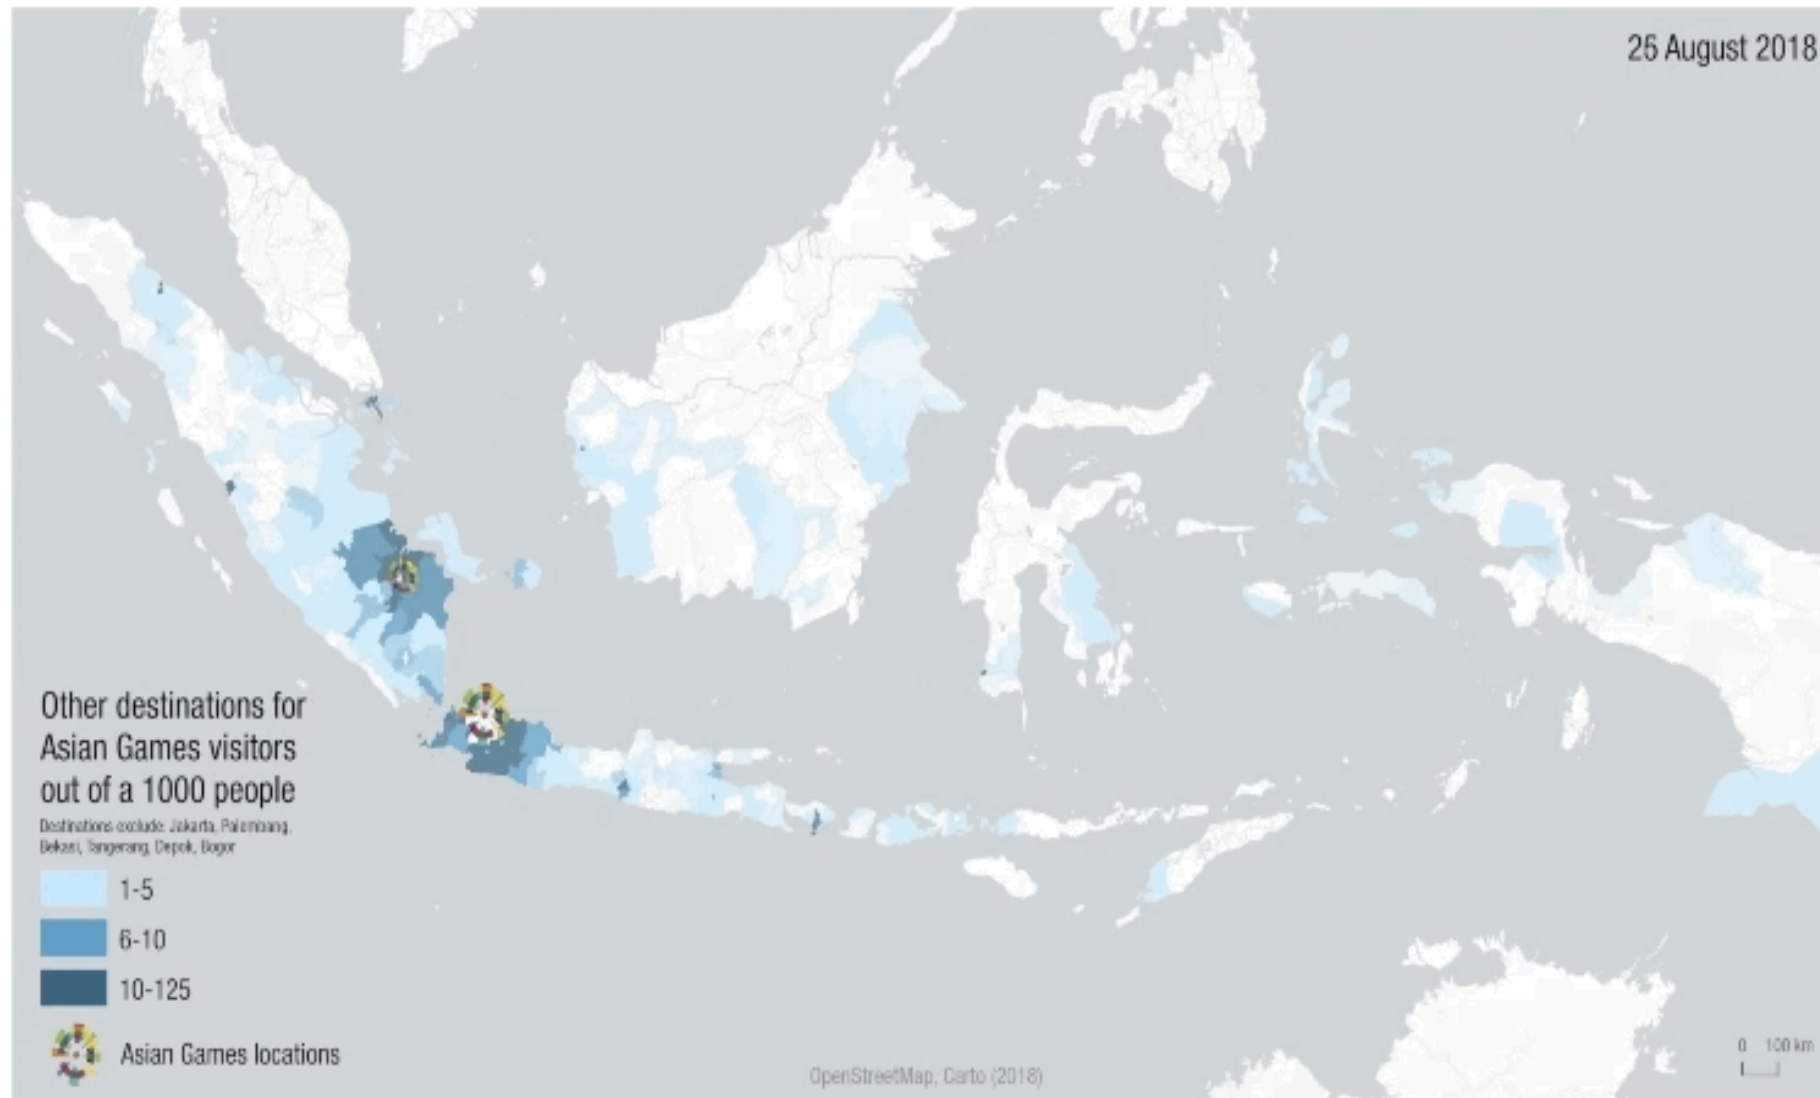 26 August 2018
Other destinations for
Asian Games visitors
out of a 1000 people
Destinations exclude: Jakarta, Palembang,
Bekasi, Tangerang, Depok, Bogor
1-5
6-10
10-125
Asian Games locations
OpenStreetMap, Carto (2018)
0 100 km